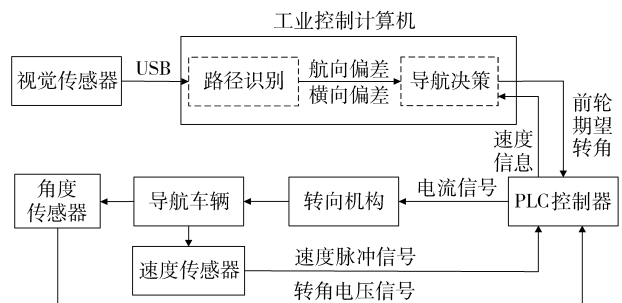 工业控制计算机
视觉传感器
USB
路径识别
航向偏差
横向偏差
导航决策
前轮
期望
转角
速度
信息
角度
传感器
导航车辆
转向机构
电流信号
PLC控制器
速度传感器
速度脉冲信号
转角电压信号